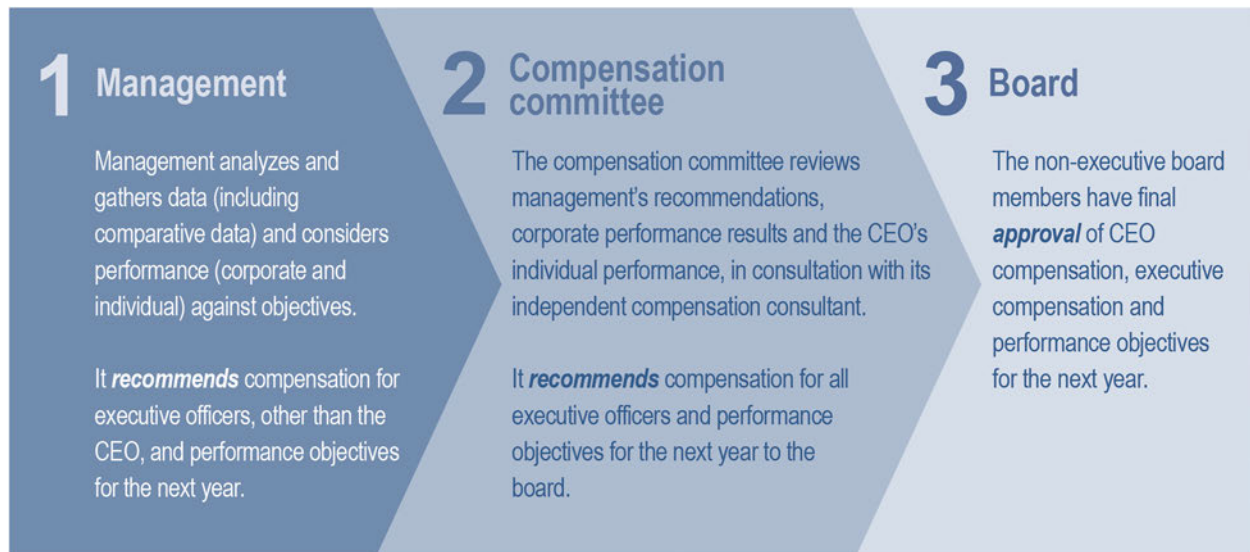 1 Management
Management analyzes and
gathers data (including
comparative data) and considers
performance (corporate and
individual) against objectives.
It recommends compensation for
executive officers, other than the
CEO, and performance objectives
for the next year.
2 Compensation
committee
The compensation committee reviews
management’s recommendations,
corporate performance results and the CEO’s
individual performance, in consultation with its
independent compensation consultant.
It recommends compensation for all
executive officers and performance
objectives for the next year to the
board.
3 Board
The non-executive board
members have final
approval of CEO
compensation, executive
compensation and
performance objectives
for the next year.